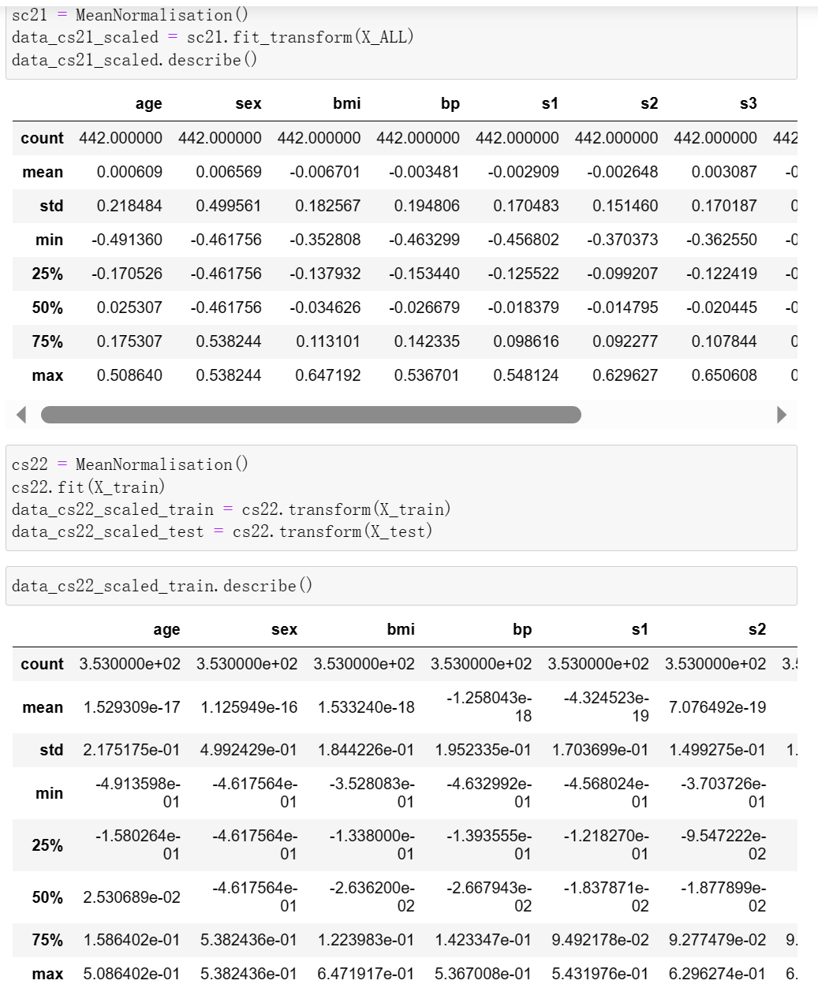 sc21 = MeanNormalisation()
data_cs21_scaled = sc21.fit_transform(X_ALL)
data_cs21_scaled.describe()
age sex bmi bp s1 s2 s3
count 442.000000 442.000000 442.000000 442.000000 442.000000 442.000000 442.000000 442
mean 0.000609 0.006569 -0.006701 -0.003481 -0.002909 -0.002648 0.003087 -0
std 0.218484 0.499561 0.182567 0.194806 0.170483 0.151460 0.170187 0
min -0.491360 -0.461756 -0.352808 -0.463299 -0.456802 -0.370373 -0.362550 -0
25% -0.170526 -0.461756 -0.137932 -0.153440 -0.125522 -0.099207 -0.122419 -0
50% 0.025307 -0.461756 -0.034626 -0.026679 -0.018379 -0.014795 -0.020445 -0
75% 0.175307 0.538244 0.113101 0.142335 0.098616 0.092277 0.107844 0
max 0.508640 0.538244 0.647192 0.536701 0.548124 0.629627 0.650608 0
cs22 = MeanNormalisation()
cs22.fit(X_train)
data_cs22_scaled_train = cs22.transform(X_train)
data_cs22_scaled_test = cs22.transform(X_test)
data_cs22_scaled_train.describe()
age sex bmi bp s1 s2
count 3.530000e+02 3.530000e+02 3.530000e+02 3.530000e+02 3.530000e+02 3.530000e+02 3.5
mean 1.529309e-17 1.125949e-16 1.533240e-18 -1.258043e-18 -4.324523e-19 7.076492e-19
std 2.175175e-01 4.992429e-01 1.844226e-01 1.952335e-01 1.703699e-01 1.499275e-01 1.
min -4.913598e-01 -4.617564e-01 -3.528083e-01 -4.632992e-01 -4.568024e-01 -3.703726e-01
25% -1.580264e-01 -4.617564e-01 -1.338000e-01 -1.393555e-01 -1.218270e-01 -9.547222e-02
50% 2.530689e-02 -4.617564e-01 -2.636200e-02 -2.667943e-02 -1.837871e-02 -1.877899e-02
75% 1.586402e-01 5.382436e-01 1.223983e-01 1.423347e-01 9.492178e-02 9.277479e-02 9.
max 5.086402e-01 5.382436e-01 6.471917e-01 5.367008e-01 5.431976e-01 6.296274e-01 6.